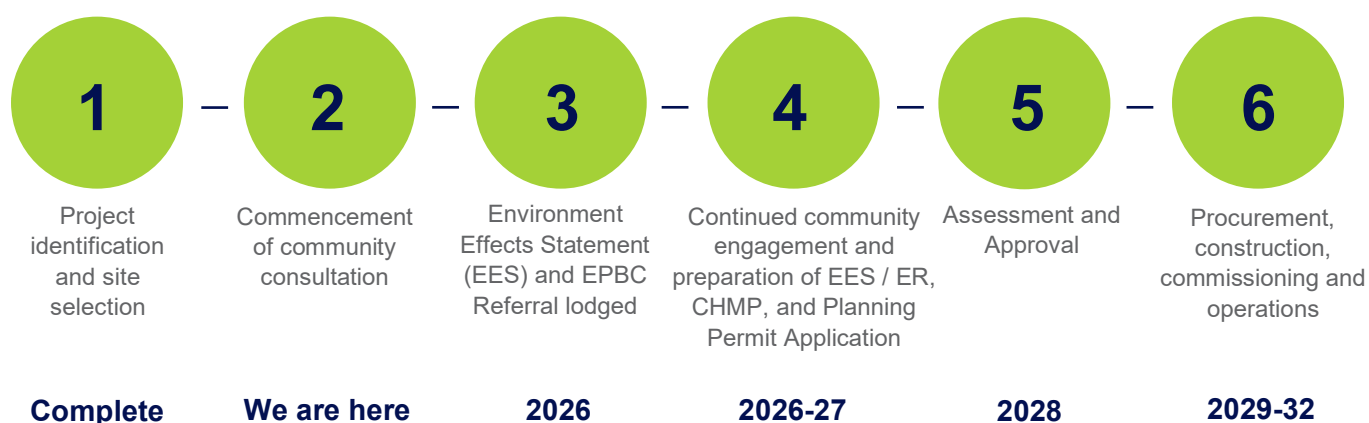 1
2
3
4
5
6
Project
identification
and site
selection
Commencement
of community
consultation
Environment
Effects Statement
(EES) and EPBC
Referral lodged
Continued community
engagement and
preparation of EES / ER,
CHMP, and Planning
Permit Application
Assessment and
Approval
Procurement,
construction,
commissioning and
operations
Complete
We are here
2026
2026-27
2028
2029-32